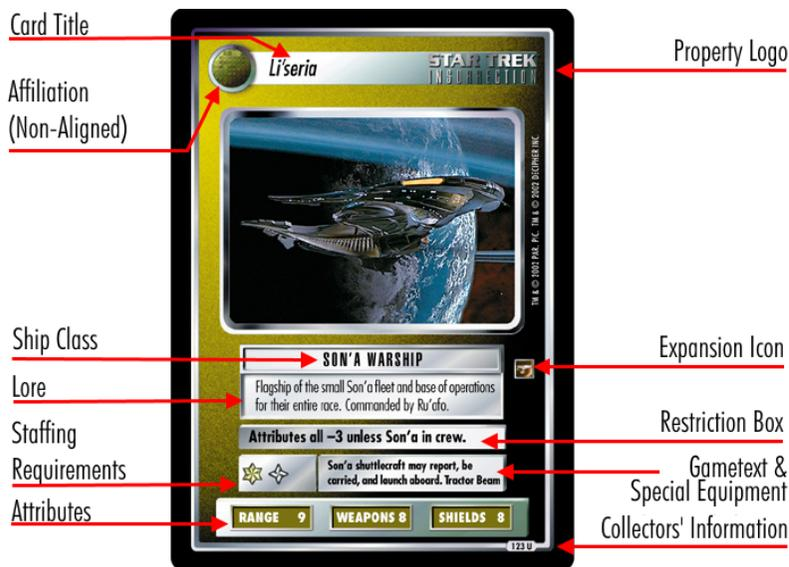 Card Title
Property Logo
Li'seria
STAR TREK
INSURRECTION
Affiliation
(Non-Aligned)
TM & © 2002 PAR. PIC. TM & © 2002 DECIPHER INC.
Ship Class
SON'A WARSHIP
Expansion Icon
Lore
Flagship of the small Son'a fleet and base of operations
for their entire race. Commanded by Ru'afo.
Restriction Box
Attributes all –3 unless Son'a in crew.
Staffing
Requirements
Son'a shuttlecraft may report, be
carried, and launch aboard. Tractor Beam
Gametext &
Special Equipment
Attributes
RANGE 9 WEAPONS 8 SHIELDS 8
Collectors' Information
123 U